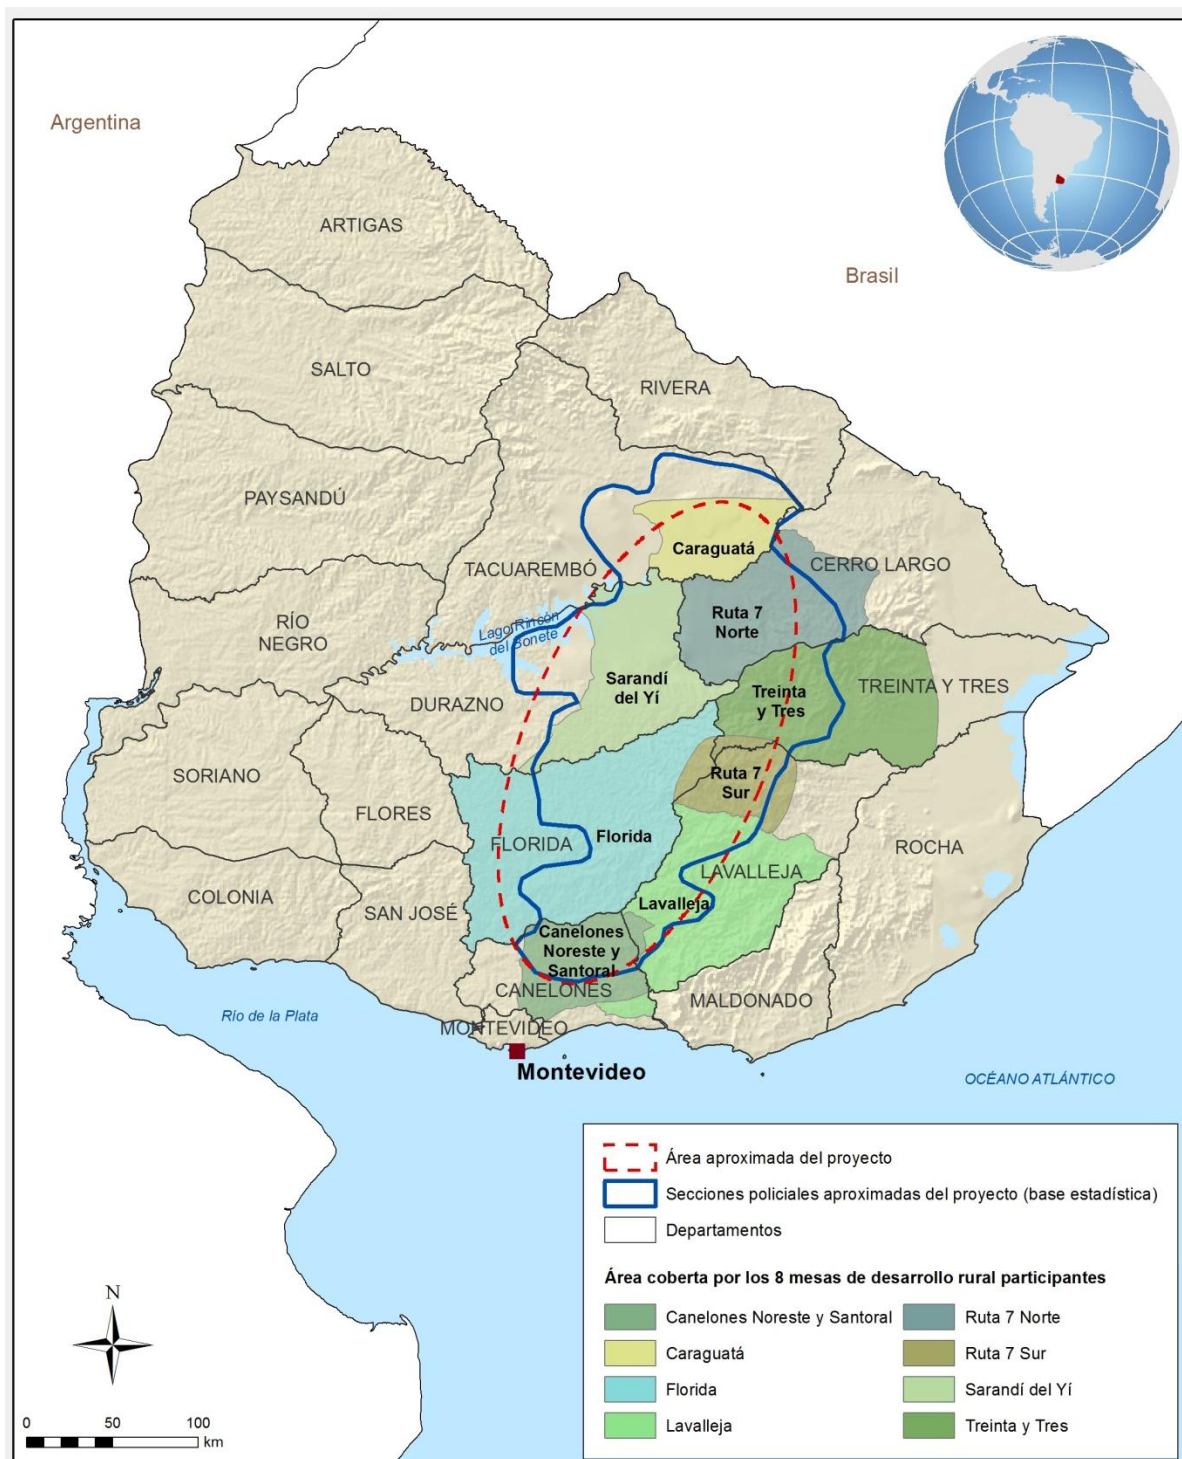 Argentina
Brasil
ARTIGAS
SALTO
RIVERA
PAYSANDÚ
TACUAREMBÓ
Caraguatá
CERRO LARGO
RÍO
NEGRO
Lago Rincón
del Bonete
Ruta 7
Norte
DURAZNO
Sarandí
del Yí
Treinta
y Tres
TREINTA Y TRES
SORIANO
FLORES
Ruta 7
Sur
FLORIDA
Florida
ROCHA
COLONIA
SAN JOSÉ
LAVALLEJA
Lavalleja
Canelones
Noreste y
Santoral
CANELONES
MALDONADO
Río de la Plata
MONTEVIDEO
Montevideo
OCÉANO ATLÁNTICO
Área aproximada del proyecto
Secciones policiales aproximadas del proyecto (base estadística)
Departamentos
Área coberta por los 8 mesas de desarrollo rural participantes
Canelones Noreste y Santoral
Caraguatá
Florida
Lavalleja
Ruta 7 Norte
Ruta 7 Sur
Sarandí del Yí
Treinta y Tres
N
0 50 100
km